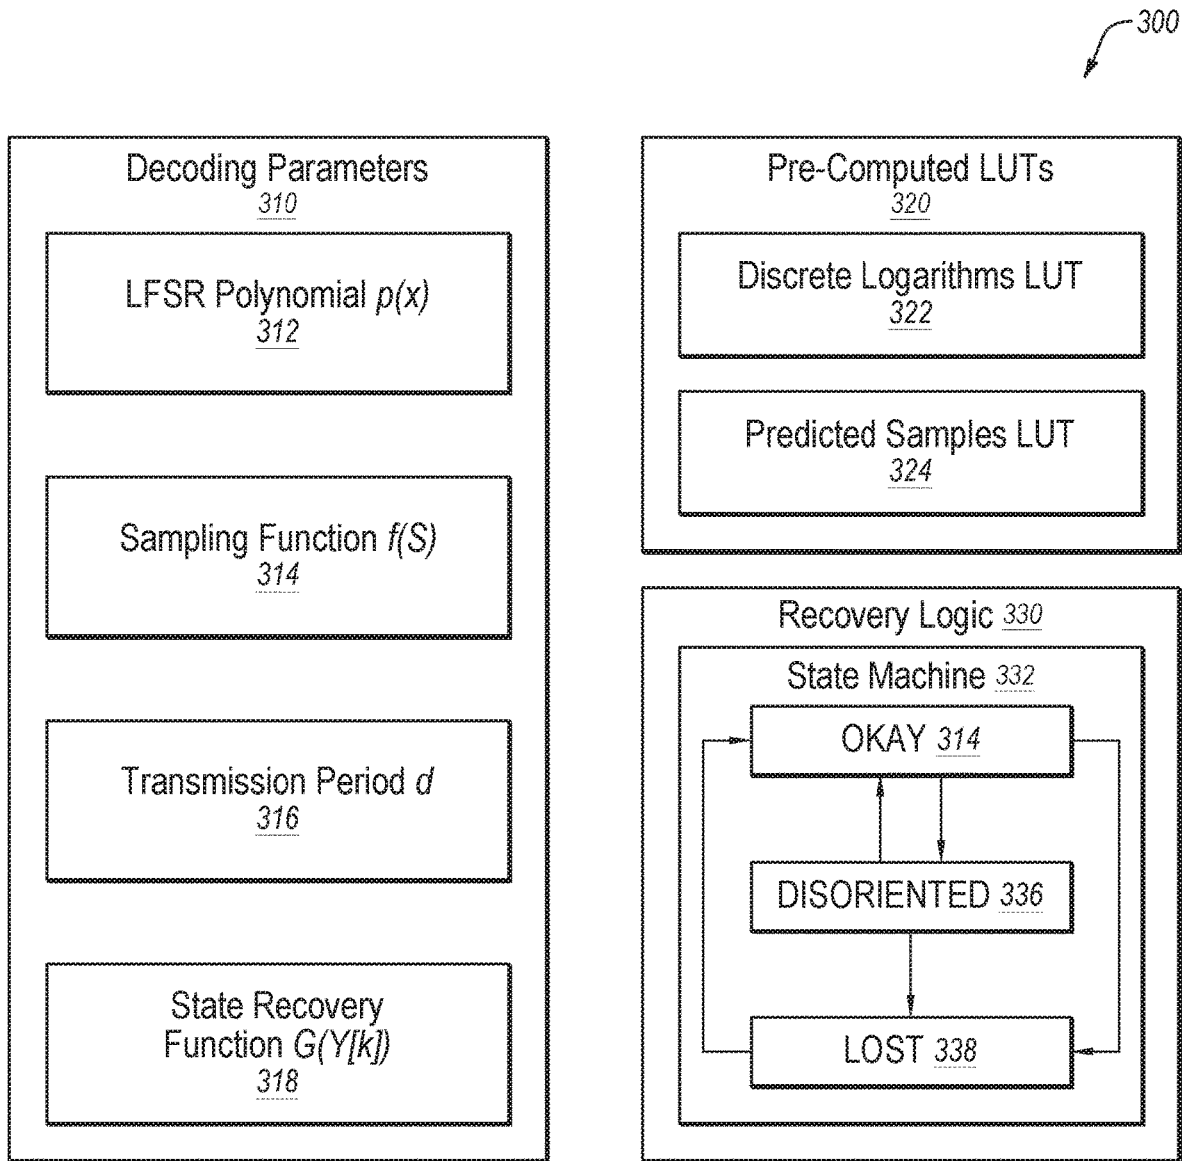 300
Decoding Parameters
310
LFSR Polynomial p(x)
312
Sampling Function f(S)
314
Transmission Period d
316
State Recovery
Function G(Y[k])
318
Pre-Computed LUTs
320
Discrete Logarithms LUT
322
Predicted Samples LUT
324
Recovery Logic 330
State Machine 332
OKAY 314
DISORIENTED 336
LOST 338